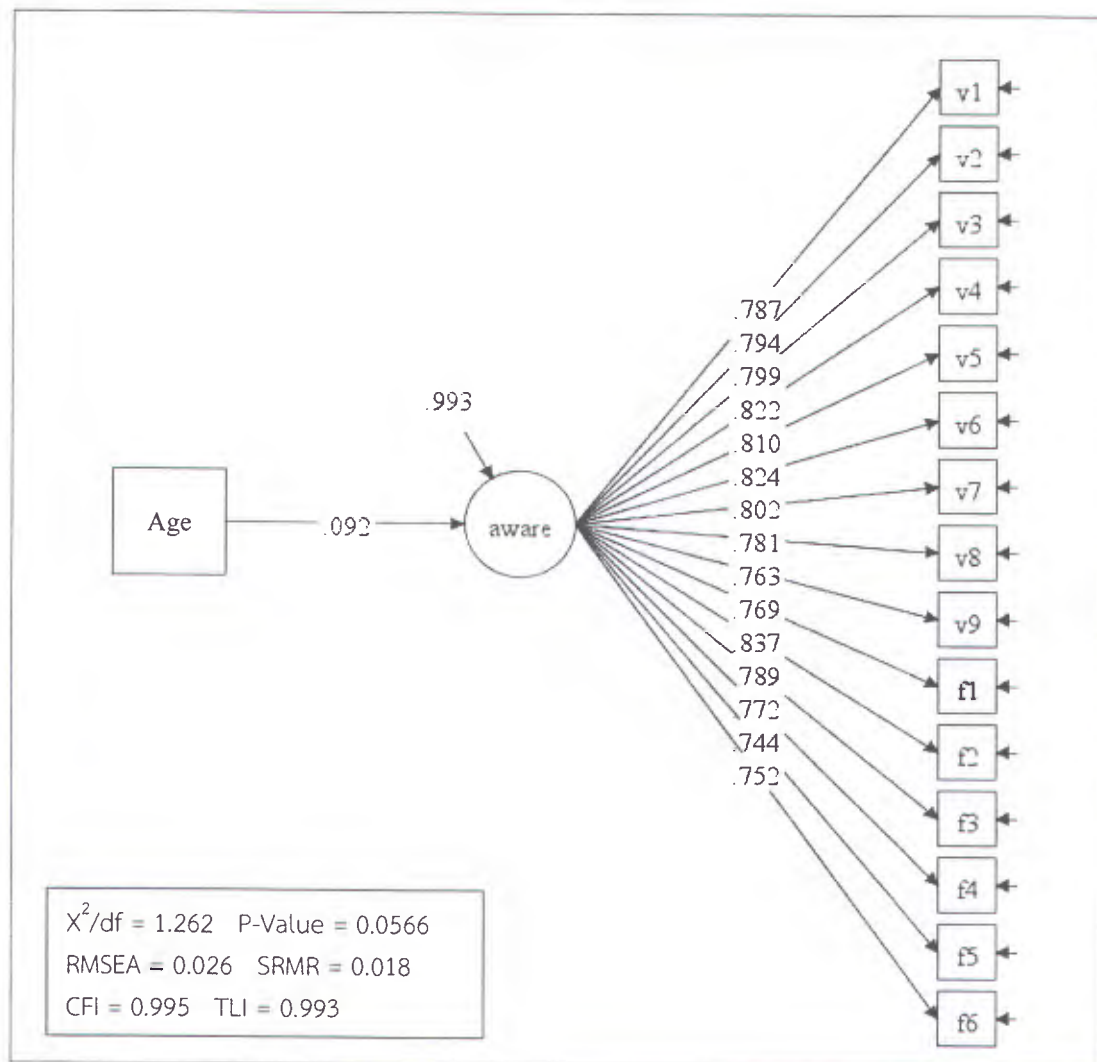 v1
v2
v3
v4
v5
v6
v7
v8
v9
f1
f2
f3
f4
f5
f6
.787
.794
.799
.822
.810
.824
.802
.781
.763
.769
.837
.789
.772
.744
.752
.993
Age
.092
aware
X²/df = 1.262 P-Value = 0.0566
RMSEA = 0.026 SRMR = 0.018
CFI = 0.995 TLI = 0.993